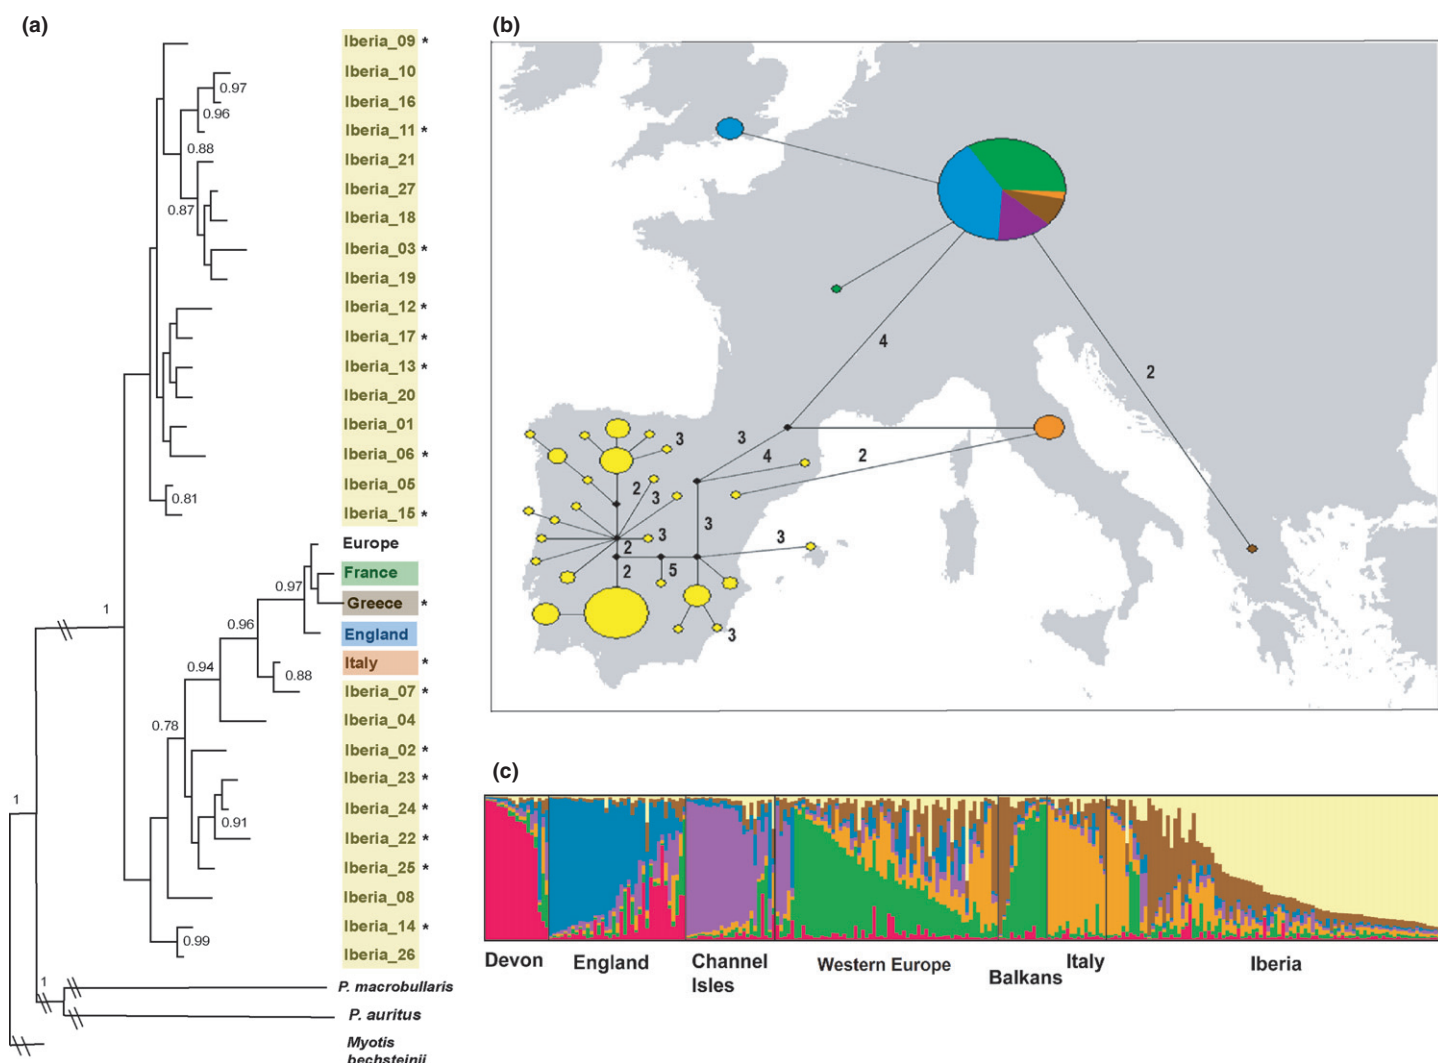 (a)
Iberia_09 *
Iberia_10
0.97
Iberia_16
0.96
Iberia_11 *
0.88
Iberia_21
Iberia_27
0.87
Iberia_18
Iberia_03 *
Iberia_19
Iberia_12 *
Iberia_17 *
Iberia_13 *
Iberia_20
Iberia_01
Iberia_06 *
Iberia_05
0.81
Iberia_15 *
Europe
France
0.97
Greece *
1
0.96
England
Italy *
0.94
0.88
Iberia_07 *
Iberia_04
0.78
Iberia_02 *
Iberia_23 *
1
Iberia_24 *
0.91
Iberia_22 *
Iberia_25 *
Iberia_08
Iberia_14 *
0.99
Iberia_26
1
P. macrobullaris
P. auritus
Myotis
bechsteinii
(b)
4
2
3
3
4
2
2
3
3
3
3
2
5
2
3
(c)
Devon
England
Channel
Isles
Western Europe
Balkans
Italy
Iberia